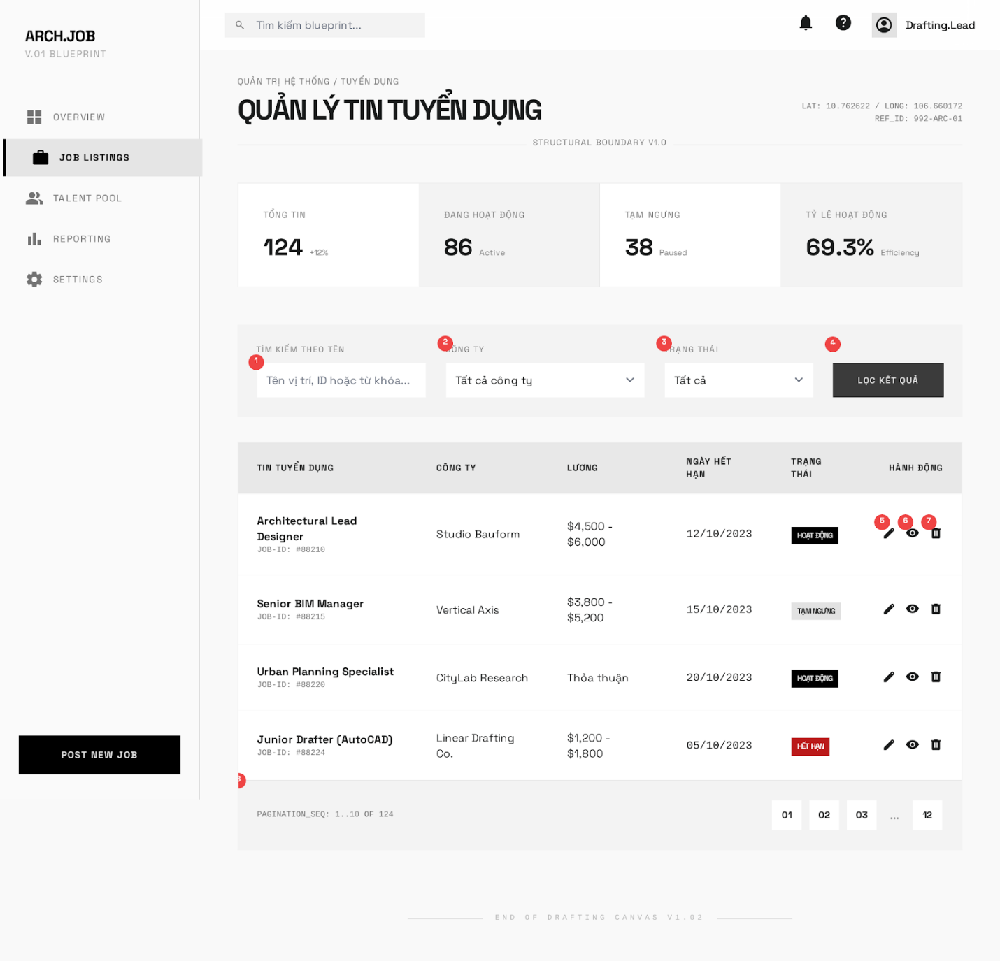 ARCH.JOB
V.01 BLUEPRINT
OVERVIEW
JOB LISTINGS
TALENT POOL
REPORTING
SETTINGS
POST NEW JOB
Tìm kiếm blueprint...
Drafting.Lead
QUẢN TRỊ HỆ THỐNG / TUYỂN DỤNG
QUẢN LÝ TIN TUYỂN DỤNG
LAT: 10.762622 / LONG: 106.660172
REF_ID: 992-ARC-01
STRUCTURAL BOUNDARY V1.0
TỔNG TIN
124 +12%
ĐANG HOẠT ĐỘNG
86 Active
TẠM NGƯNG
38 Paused
TỶ LỆ HOẠT ĐỘNG
69.3% Efficiency
TÌM KIẾM THEO TÊN
1
Tên vị trí, ID hoặc từ khóa...
2
CÔNG TY
Tất cả công ty
3
TRẠNG THÁI
Tất cả
4
LỌC KẾT QUẢ
TIN TUYỂN DỤNG
CÔNG TY
LƯƠNG
NGÀY HẾT
HẠN
TRẠNG
THÁI
HÀNH ĐỘNG
Architectural Lead
Designer
JOB-ID: #88210
Studio Bauform
$4,500 -
$6,000
12/10/2023
HOẠT ĐỘNG
5 6 7
Senior BIM Manager
JOB-ID: #88215
Vertical Axis
$3,800 -
$5,200
15/10/2023
TẠM NGƯNG
Urban Planning Specialist
JOB-ID: #88220
CityLab Research
Thỏa thuận
20/10/2023
HOẠT ĐỘNG
Junior Drafter (AutoCAD)
JOB-ID: #88224
Linear Drafting
Co.
$1,200 -
$1,800
05/10/2023
HẾT HẠN
PAGINATION_SEQ: 1..10 OF 124
01 02 03 ... 12
END OF DRAFTING CANVAS V1.02